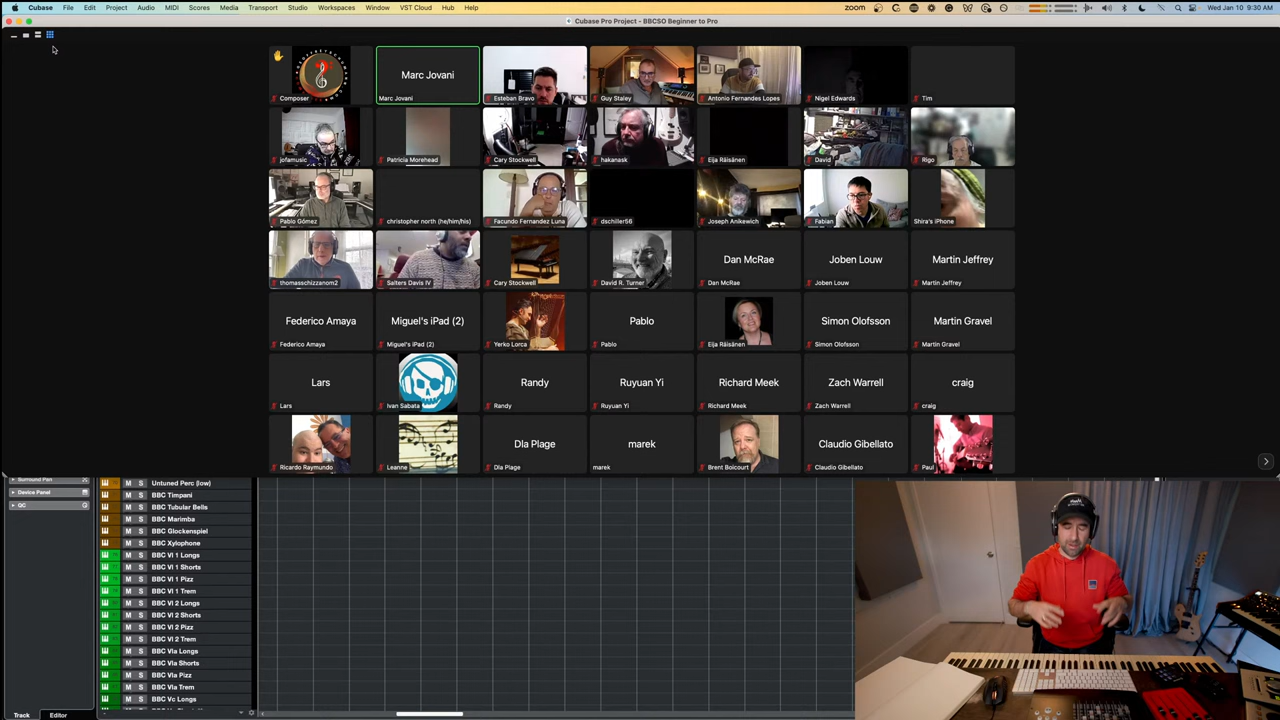 Cubase File Edit Project Audio MIDI Scores Media Transport Studio Workspaces Window VST Cloud Hub Help
zoom Wed Jan 10 9:30 AM
Cubase Pro Project - BBCSO Beginner to Pro
Composer
Marc Jovani
Marc Jovani
Esteban Bravo
Guy Staley
Antonio Fernandes Lopes
Nigel Edwards
Tim
jofamusic
Patricia Morehead
Cary Stockwell
hakanask
Eija Räisänen
David
Rigo
Pablo Gómez
christopher north (he/him/his)
Facundo Fernandez Luna
dschiller56
Joseph Anikewich
Fabian
Shira's iPhone
thomasschizzanom2
Salters Davis IV
Cary Stockwell
David R. Turner
Dan McRae
Dan McRae
Joben Louw
Joben Louw
Martin Jeffrey
Martin Jeffrey
Federico Amaya
Federico Amaya
Miguel's iPad (2)
Miguel's iPad (2)
Yerko Lorca
Pablo
Pablo
Eija Räisänen
Simon Olofsson
Simon Olofsson
Martin Gravel
Martin Gravel
Lars
Lars
Ivan Sabata
Randy
Randy
Ruyuan Yi
Ruyuan Yi
Richard Meek
Richard Meek
Zach Warrell
Zach Warrell
craig
craig
Ricardo Raymundo
Leanne
Dla Plage
Dla Plage
marek
marek
Brent Boicourt
Claudio Gibellato
Claudio Gibellato
Paul
Surround Pan
Device Panel
QC
Untuned Perc (low)
M S BBC Timpani
M S BBC Tubular Bells
M S BBC Marimba
M S BBC Glockenspiel
M S BBC Xylophone
M S BBC Vl 1 Longs
M S BBC Vl 1 Shorts
M S BBC Vl 1 Pizz
M S BBC Vl 1 Trem
M S BBC Vl 2 Longs
M S BBC Vl 2 Shorts
M S BBC Vl 2 Pizz
M S BBC Vl 2 Trem
M S BBC Vla Longs
M S BBC Vla Shorts
M S BBC Vla Pizz
M S BBC Vla Trem
M S BBC Vc Longs
Track Editor